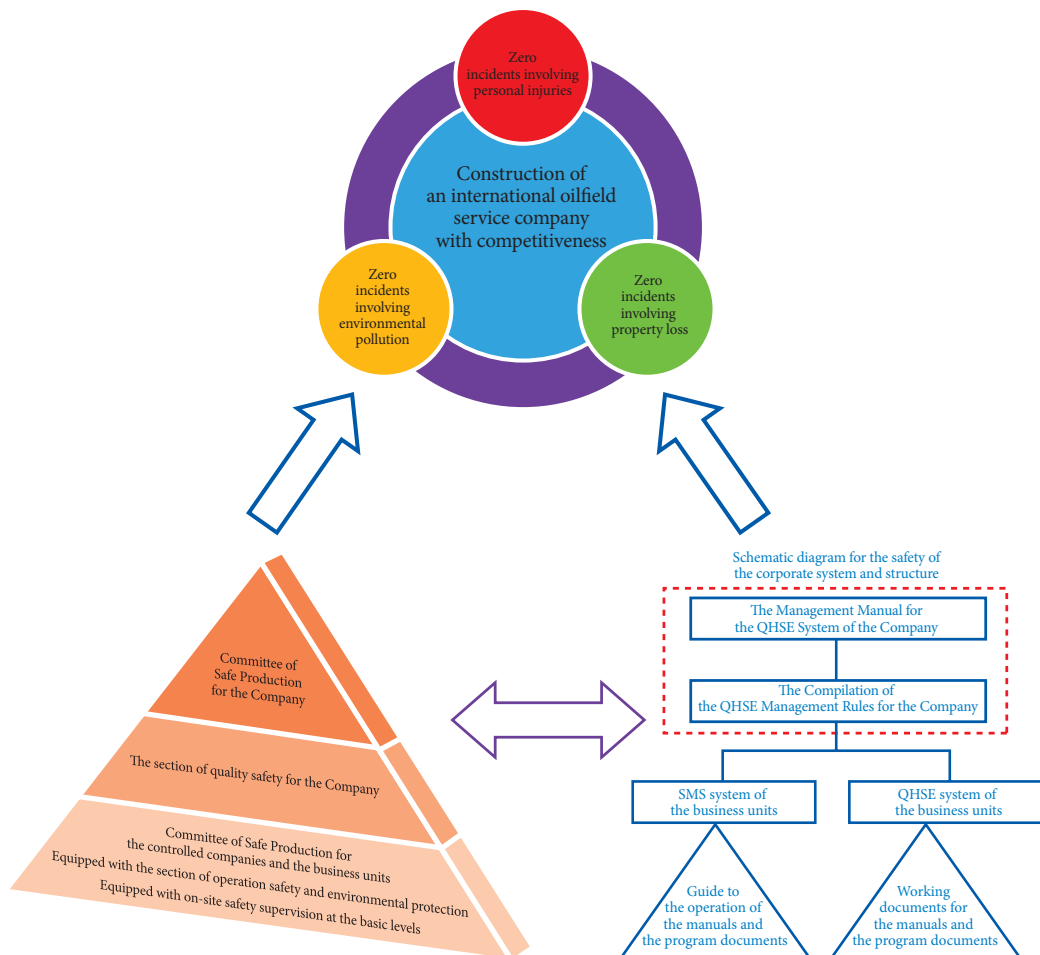 Zero
incidents involving
personal injuries
Construction of
an international oilfield
service company
with competitiveness
Zero
incidents
involving
environmental
pollution
Zero
incidents
involving
property loss
Schematic diagram for the safety of
the corporate system and structure
The Management Manual for
the QHSE System of the Company
The Compilation of
the QHSE Management Rules for the Company
SMS system of
the business units
QHSE system of
the business units
Guide to
the operation of
the manuals and
the program documents
Working
documents for
the manuals and
the program documents
Committee of
Safe Production
for the Company
The section of quality safety for the Company
Committee of Safe Production for
the controlled companies and the business units
Equipped with the section of operation safety and environmental protection
Equipped with on-site safety supervision at the basic levels